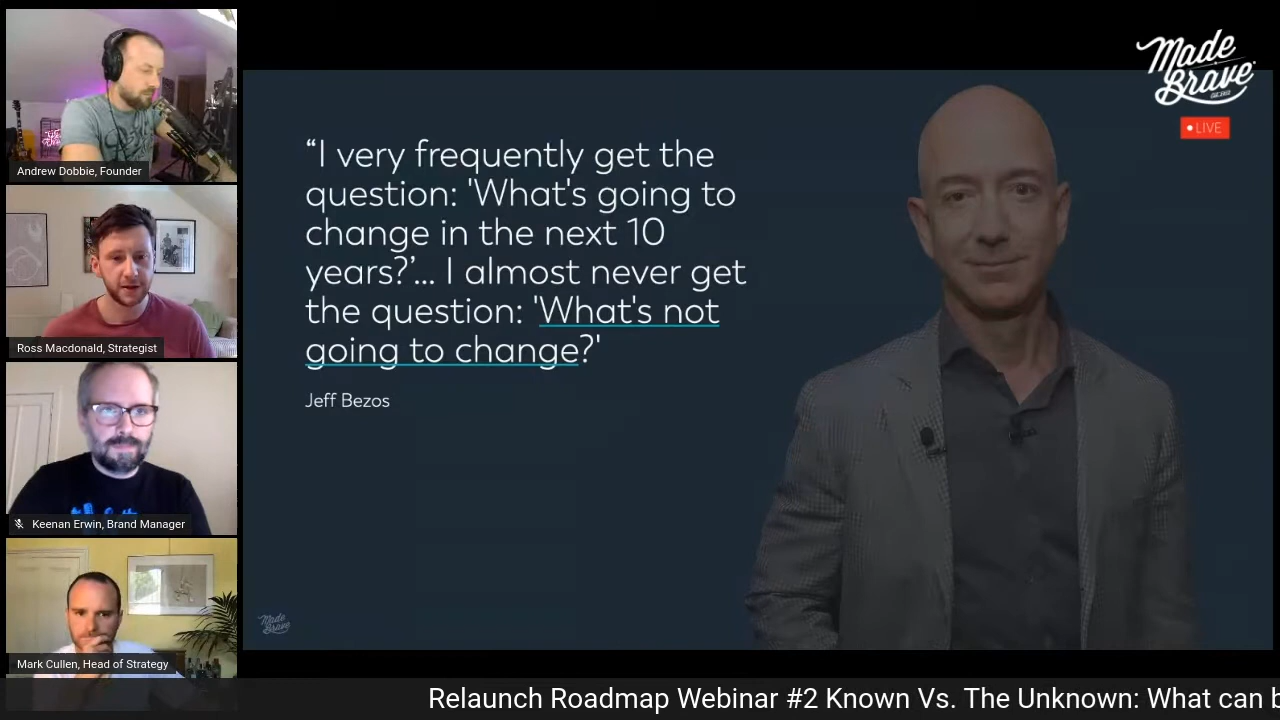 Made
Brave
LIVE
Andrew Dobbie, Founder
Ross Macdonald, Strategist
Keenan Erwin, Brand Manager
Mark Cullen, Head of Strategy
“I very frequently get the
question: 'What's going to
change in the next 10
years?’... I almost never get
the question: 'What's not
going to change?'
Jeff Bezos
Made
Brave
Relaunch Roadmap Webinar #2 Known Vs. The Unknown: What can b